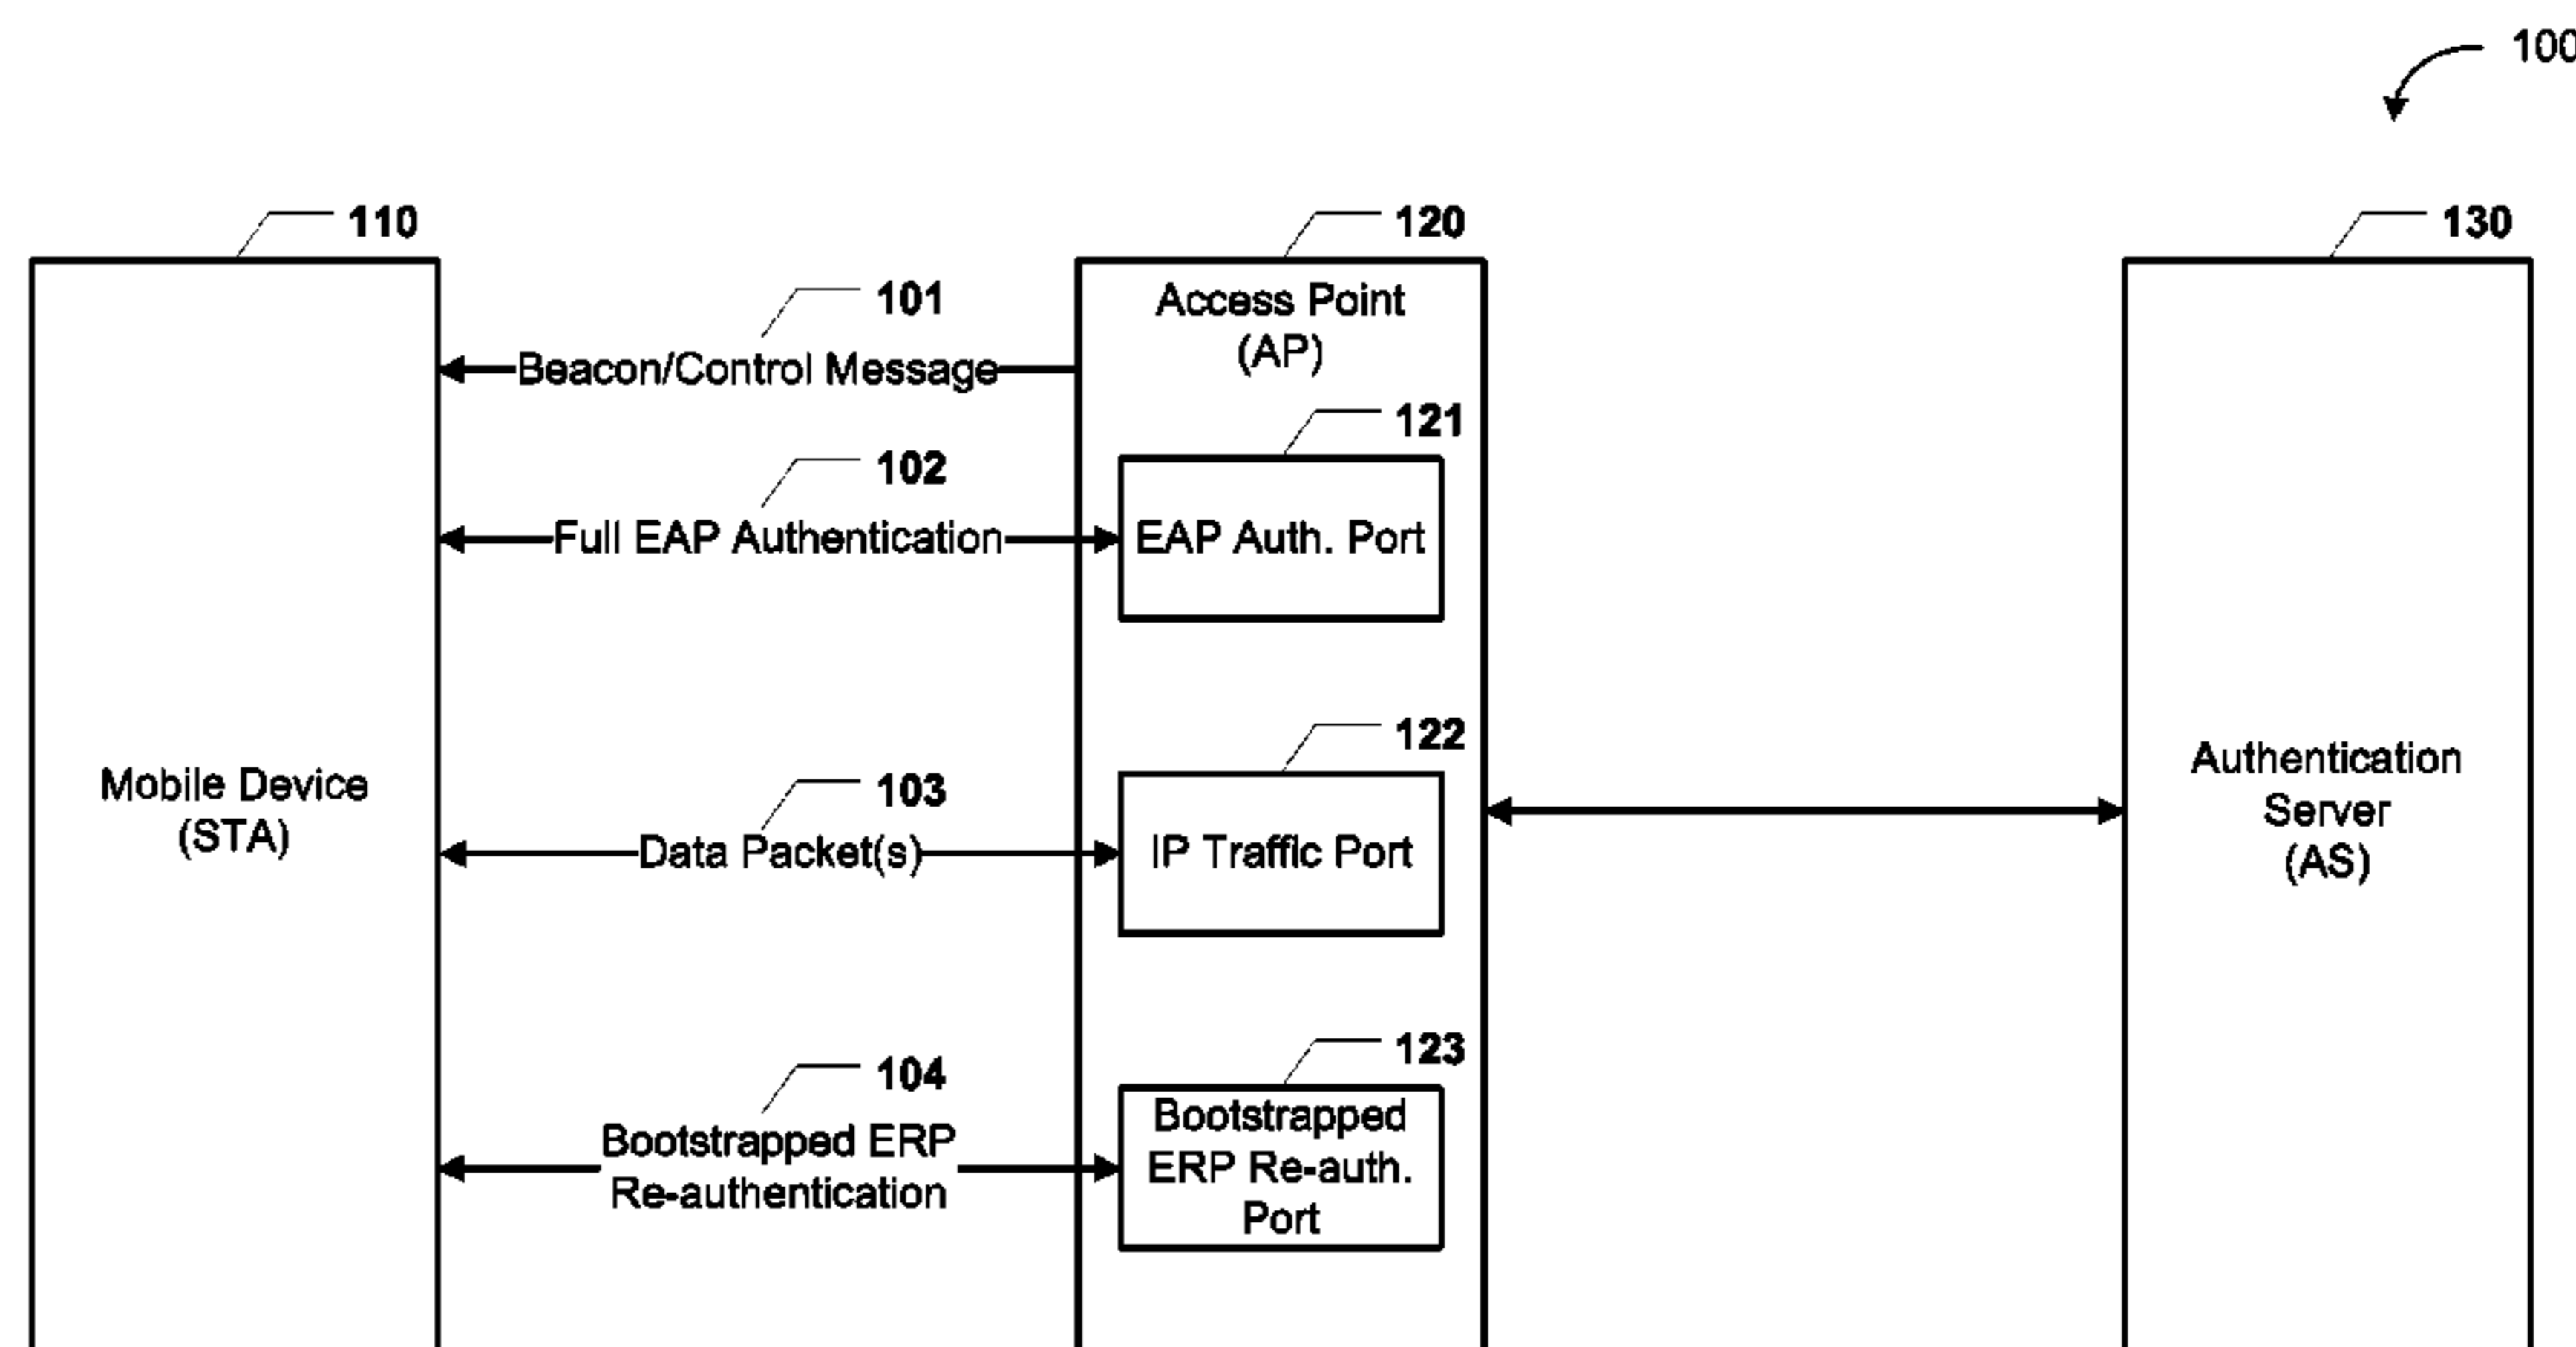 100
110
120
130
101
Access Point
(AP)
Beacon/Control Message
121
102
Full EAP Authentication
EAP Auth. Port
122
103
Mobile Device
(STA)
Data Packet(s)
IP Traffic Port
Authentication
Server
(AS)
123
104
Bootstrapped ERP
Re-authentication
Bootstrapped
ERP Re-auth.
Port